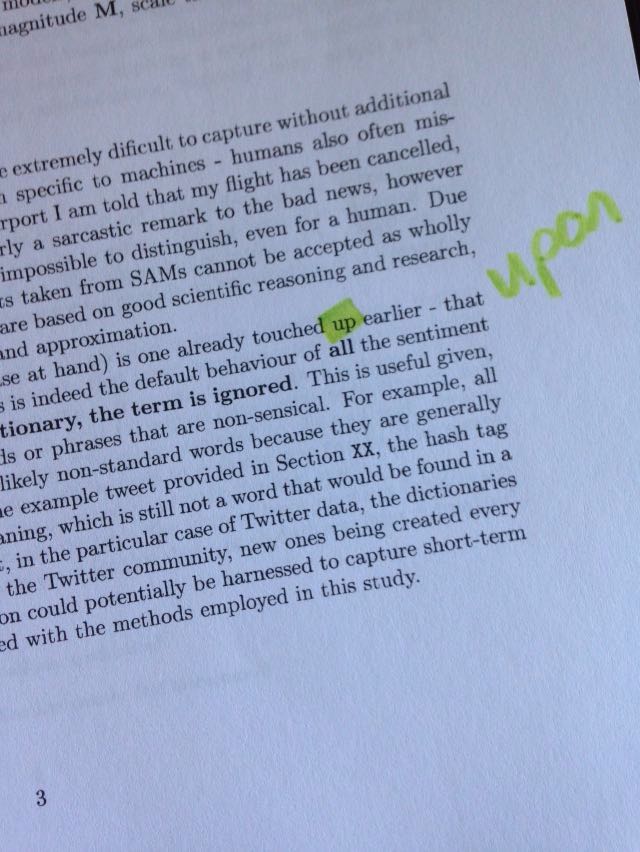 magnitude M,
extremely dificult to capture without additional
specific to machines - humans also often mis-
rport I am told that my flight has been cancelled,
rly a sarcastic remark to the bad news, however
impossible to distinguish, even for a human. Due
ts taken from SAMs cannot be accepted as wholly
are based on good scientific reasoning and research,
and approximation.
upon
se at hand) is one already touched up earlier - that
s is indeed the default behaviour of all the sentiment
tionary, the term is ignored. This is useful given,
ds or phrases that are non-sensical. For example, all
likely non-standard words because they are generally
e example tweet provided in Section XX, the hash tag
aning, which is still not a word that would be found in a
, in the particular case of Twitter data, the dictionaries
the Twitter community, new ones being created every
on could potentially be harnessed to capture short-term
ed with the methods employed in this study.
3